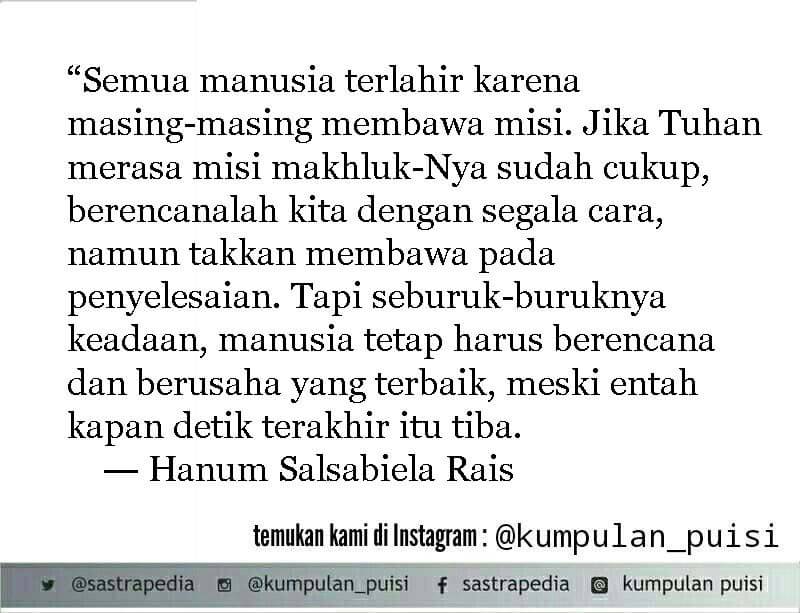 “Semua manusia terlahir karena
masing-masing membawa misi. Jika Tuhan
merasa misi makhluk-Nya sudah cukup,
berencanalah kita dengan segala cara,
namun takkan membawa pada
penyelesaian. Tapi seburuk-buruknya
keadaan, manusia tetap harus berencana
dan berusaha yang terbaik, meski entah
kapan detik terakhir itu tiba.
— Hanum Salsabiela Rais
temukan kami di Instagram : @kumpulan_puisi
@sastrapedia @kumpulan_puisi f sastrapedia kumpulan puisi